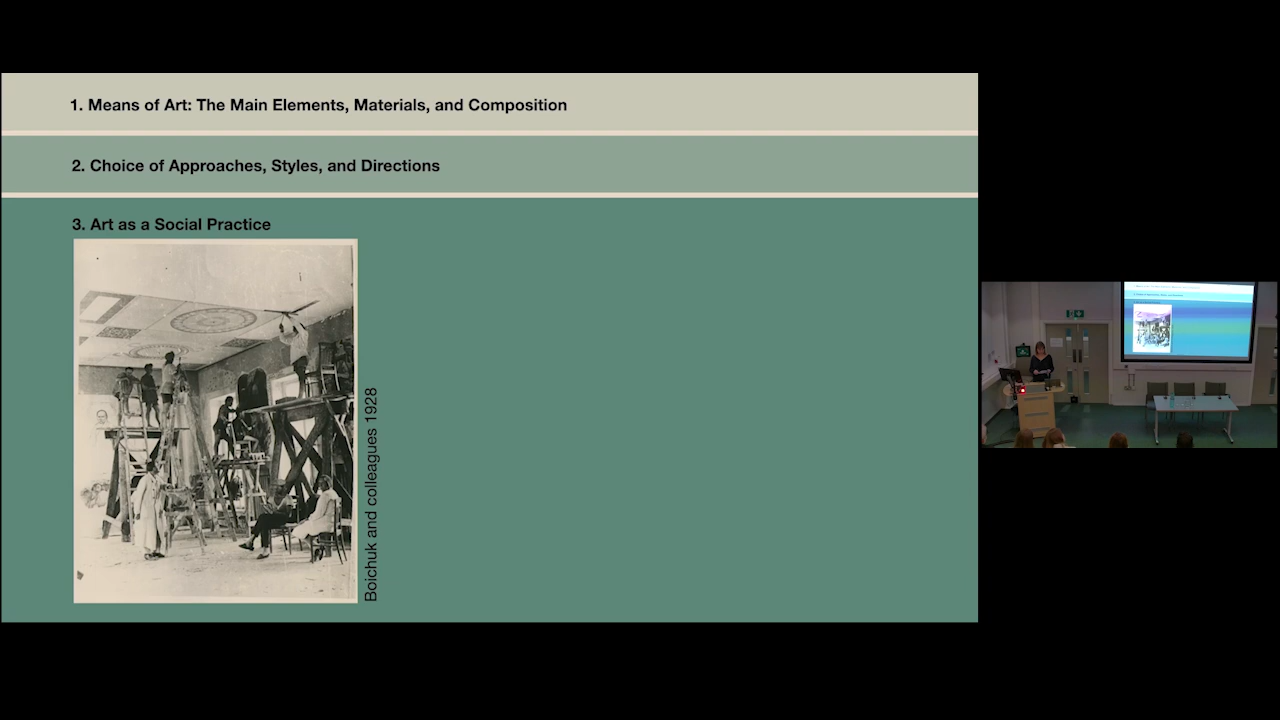 1. Means of Art: The Main Elements, Materials, and Composition
2. Choice of Approaches, Styles, and Directions
3. Art as a Social Practice
Boichuk and colleagues 1928